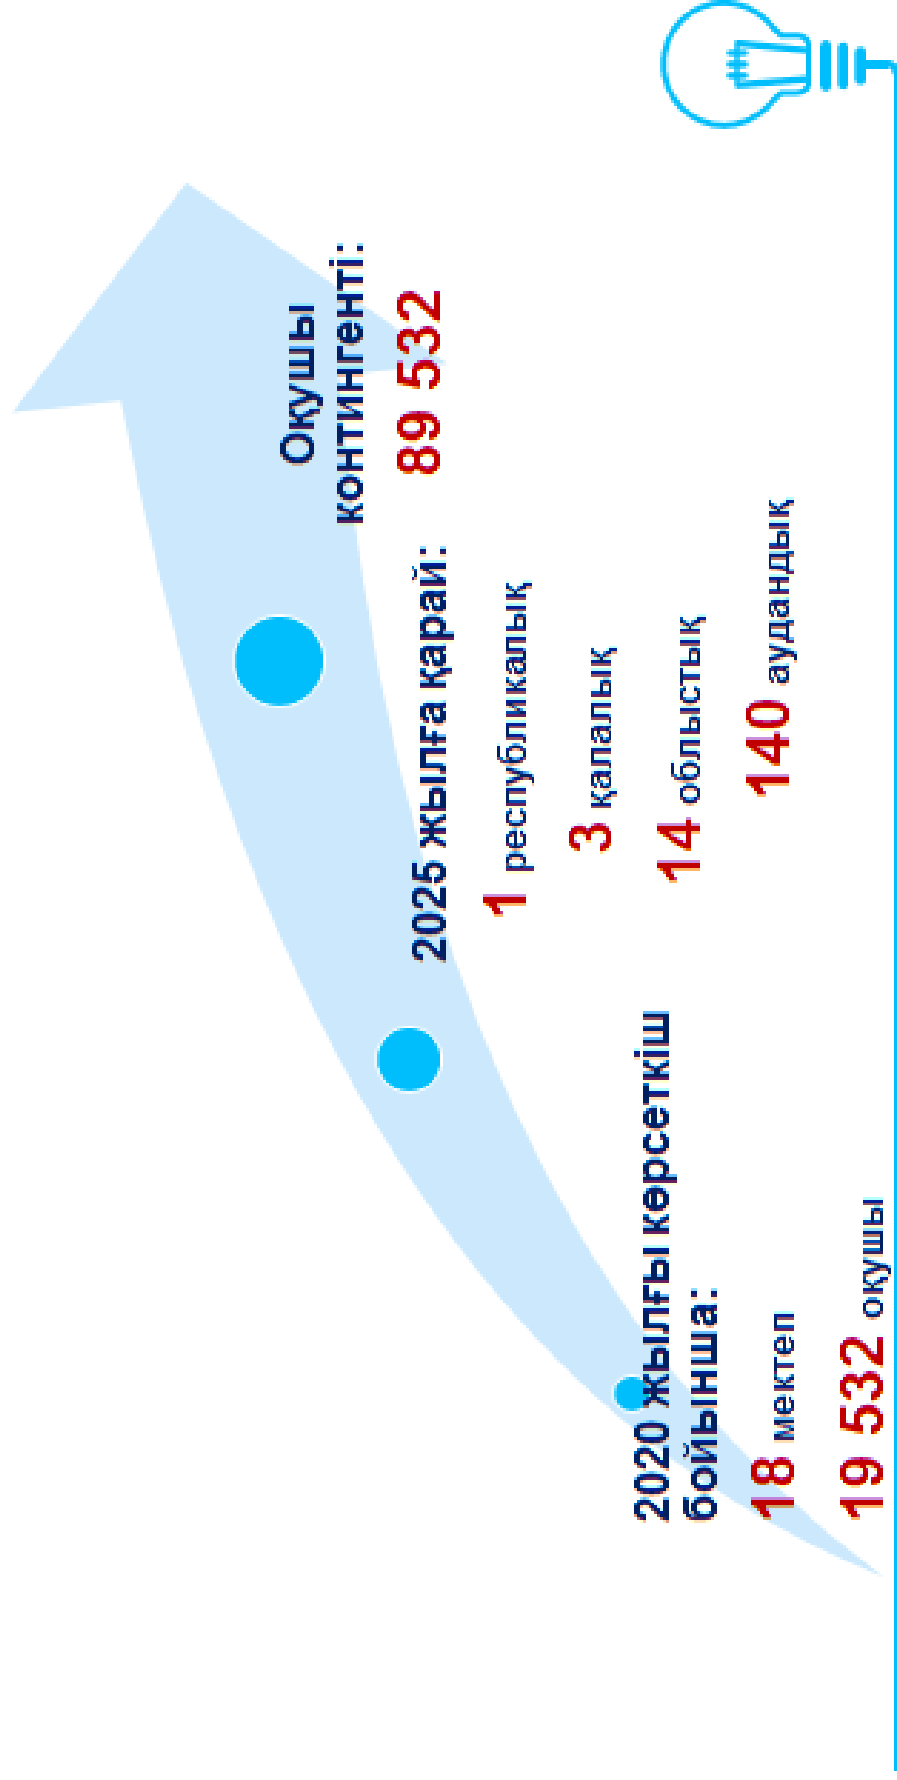 2020 жылғы көрсеткіш
бойынша:
18 мектеп
19 532 оқушы
2025 жылға қарай:
1 республикалық
3 қалалық
14 облыстық
140 аудандық
Оқушы
контингенті:
89 532